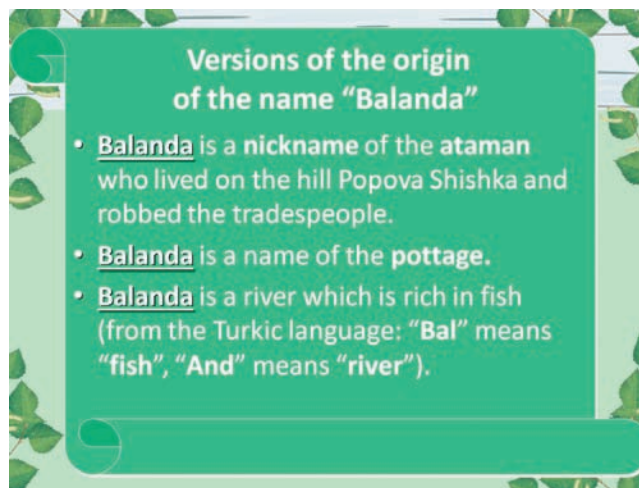 Versions of the origin
of the name “Balanda”
• Balanda is a nickname of the ataman
who lived on the hill Popova Shishka and
robbed the tradespeople.
• Balanda is a name of the pottage.
• Balanda is a river which is rich in fish
(from the Turkic language: “Bal” means
“fish”, “And” means “river”).